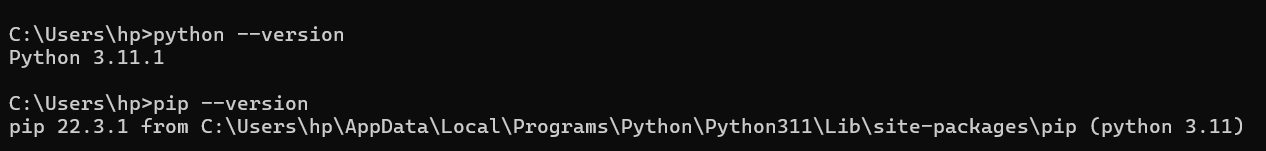 C:\Users\hp>python --version
Python 3.11.1
C:\Users\hp>pip --version
pip 22.3.1 from C:\Users\hp\AppData\Local\Programs\Python\Python311\Lib\site-packages\pip (python 3.11)